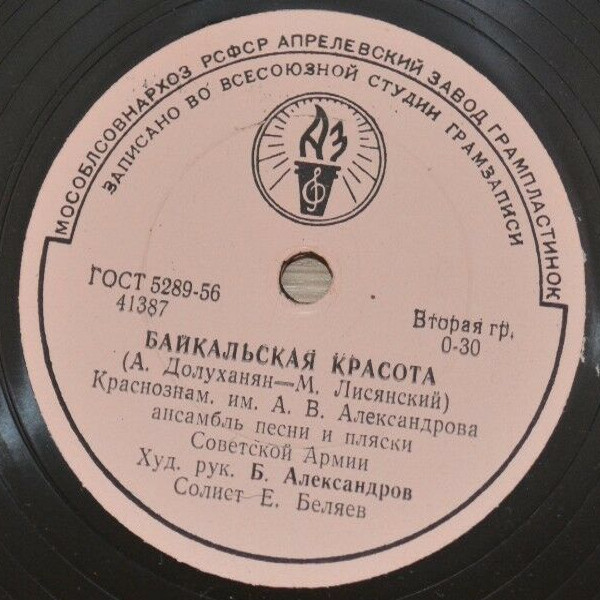 МОСОБЛСОВНАРХОЗ РСФСР АПРЕЛЕВСКИЙ ЗАВОД ГРАМПЛАСТИНОК
ЗАПИСАНО ВО ВСЕСОЮЗНОЙ СТУДИИ ГРАМЗАПИСИ
АЗ
ГОСТ 5289-56
41387
Вторая гр.
0-30
БАЙКАЛЬСКАЯ КРАСОТА
(А. Долуханян—М. Лисянский)
Краснознам. им. А. В. Александрова
ансамбль песни и пляски
Советской Армии
Худ. рук. Б. Александров
Солист Е. Беляев